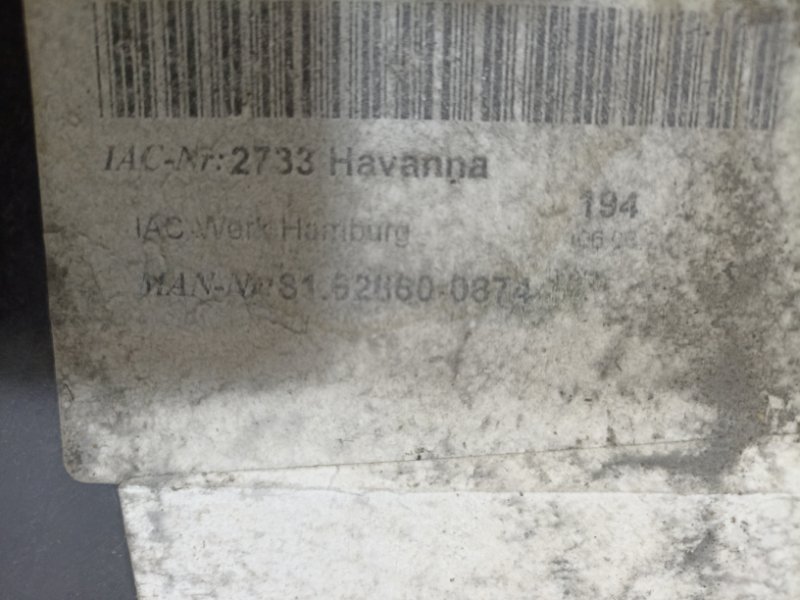 IAC-Nr: 2733 Havanna
194
IAC Werk Hamburg
MAN-Nr: 81.62860-0874